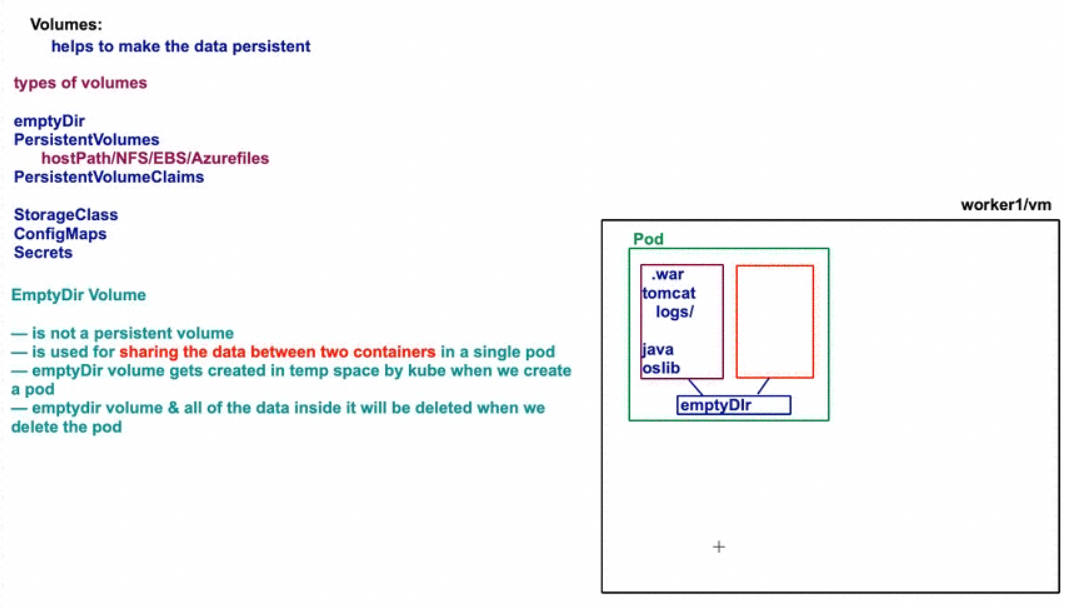 Volumes:
helps to make the data persistent
types of volumes
emptyDir
PersistentVolumes
hostPath/NFS/EBS/Azurefiles
PersistentVolumeClaims
StorageClass
ConfigMaps
Secrets
EmptyDir Volume
— is not a persistent volume
— is used for sharing the data between two containers in a single pod
— emptyDir volume gets created in temp space by kube when we create
a pod
— emptydir volume & all of the data inside it will be deleted when we
delete the pod
worker1/vm
Pod
.war
tomcat
logs/
java
oslib
emptyDIr